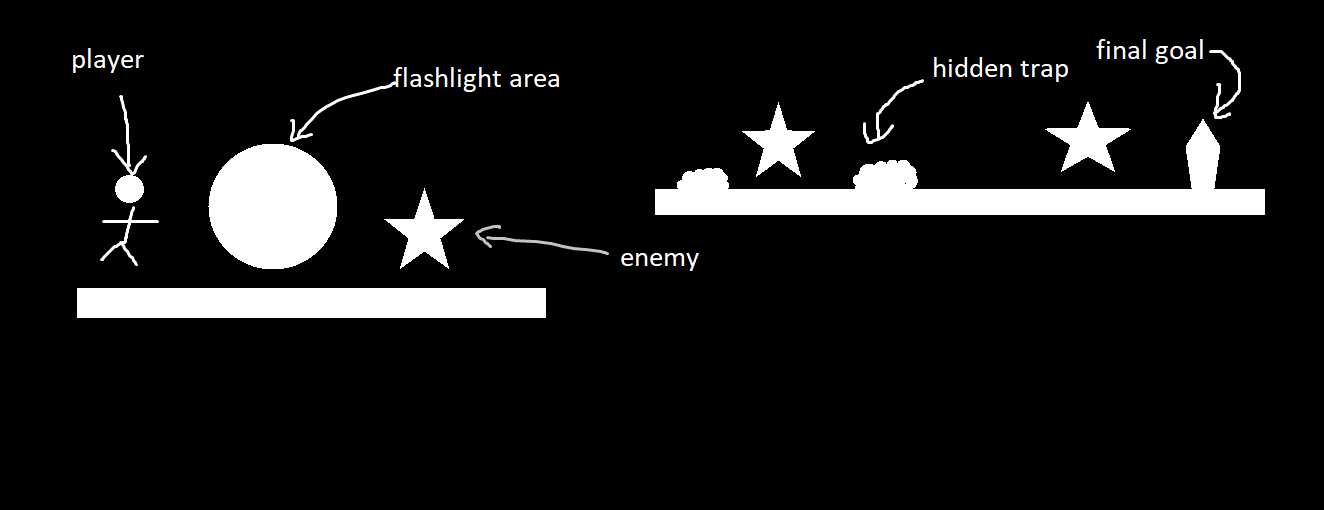 player
flashlight area
enemy
hidden trap
final goal